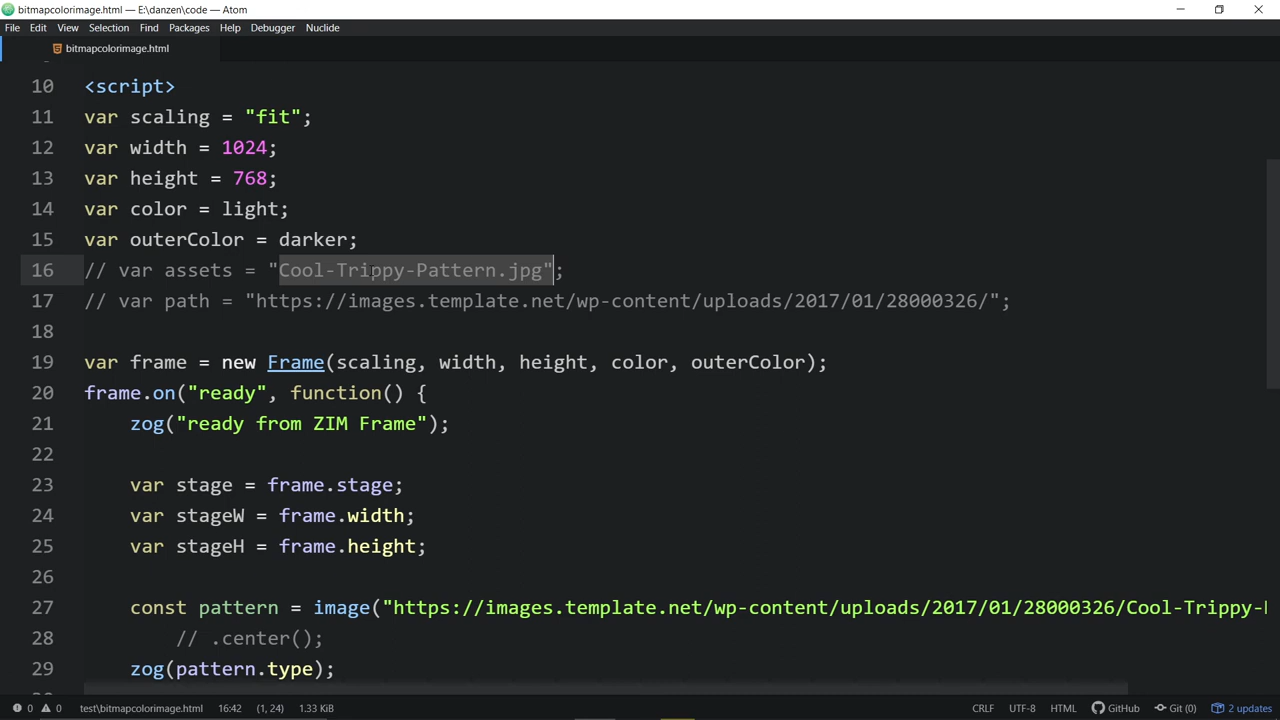 bitmapcolorimage.html — E:\danzen\code — Atom
File Edit View Selection Find Packages Help Debugger Nuclide
bitmapcolorimage.html
10 <script>
11 var scaling = "fit";
12 var width = 1024;
13 var height = 768;
14 var color = light;
15 var outerColor = darker;
16 // var assets = "Cool-Trippy-Pattern.jpg";
17 // var path = "https://images.template.net/wp-content/uploads/2017/01/28000326/";
18
19 var frame = new Frame(scaling, width, height, color, outerColor);
20 frame.on("ready", function() {
21 zog("ready from ZIM Frame");
22
23 var stage = frame.stage;
24 var stageW = frame.width;
25 var stageH = frame.height;
26
27 const pattern = image("https://images.template.net/wp-content/uploads/2017/01/28000326/Cool-Trippy-
28 // .center();
29 zog(pattern.type);
0 0 test\bitmapcolorimage.html 16:42 (1, 24) 1.33 KiB CRLF UTF-8 HTML GitHub Git (0) 2 updates